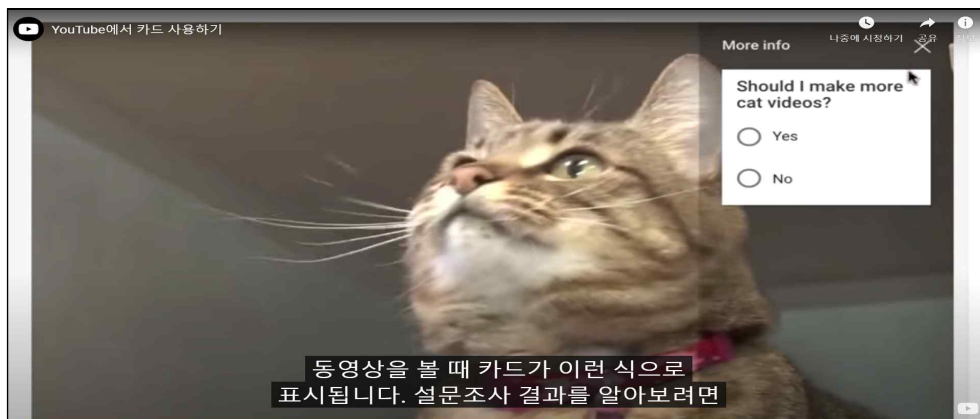 YouTube에서 카드 사용하기
나중에 시청하기
공유
More info
Should I make more
cat videos?
Yes
No
동영상을 볼 때 카드가 이런 식으로
표시됩니다. 설문조사 결과를 알아보려면